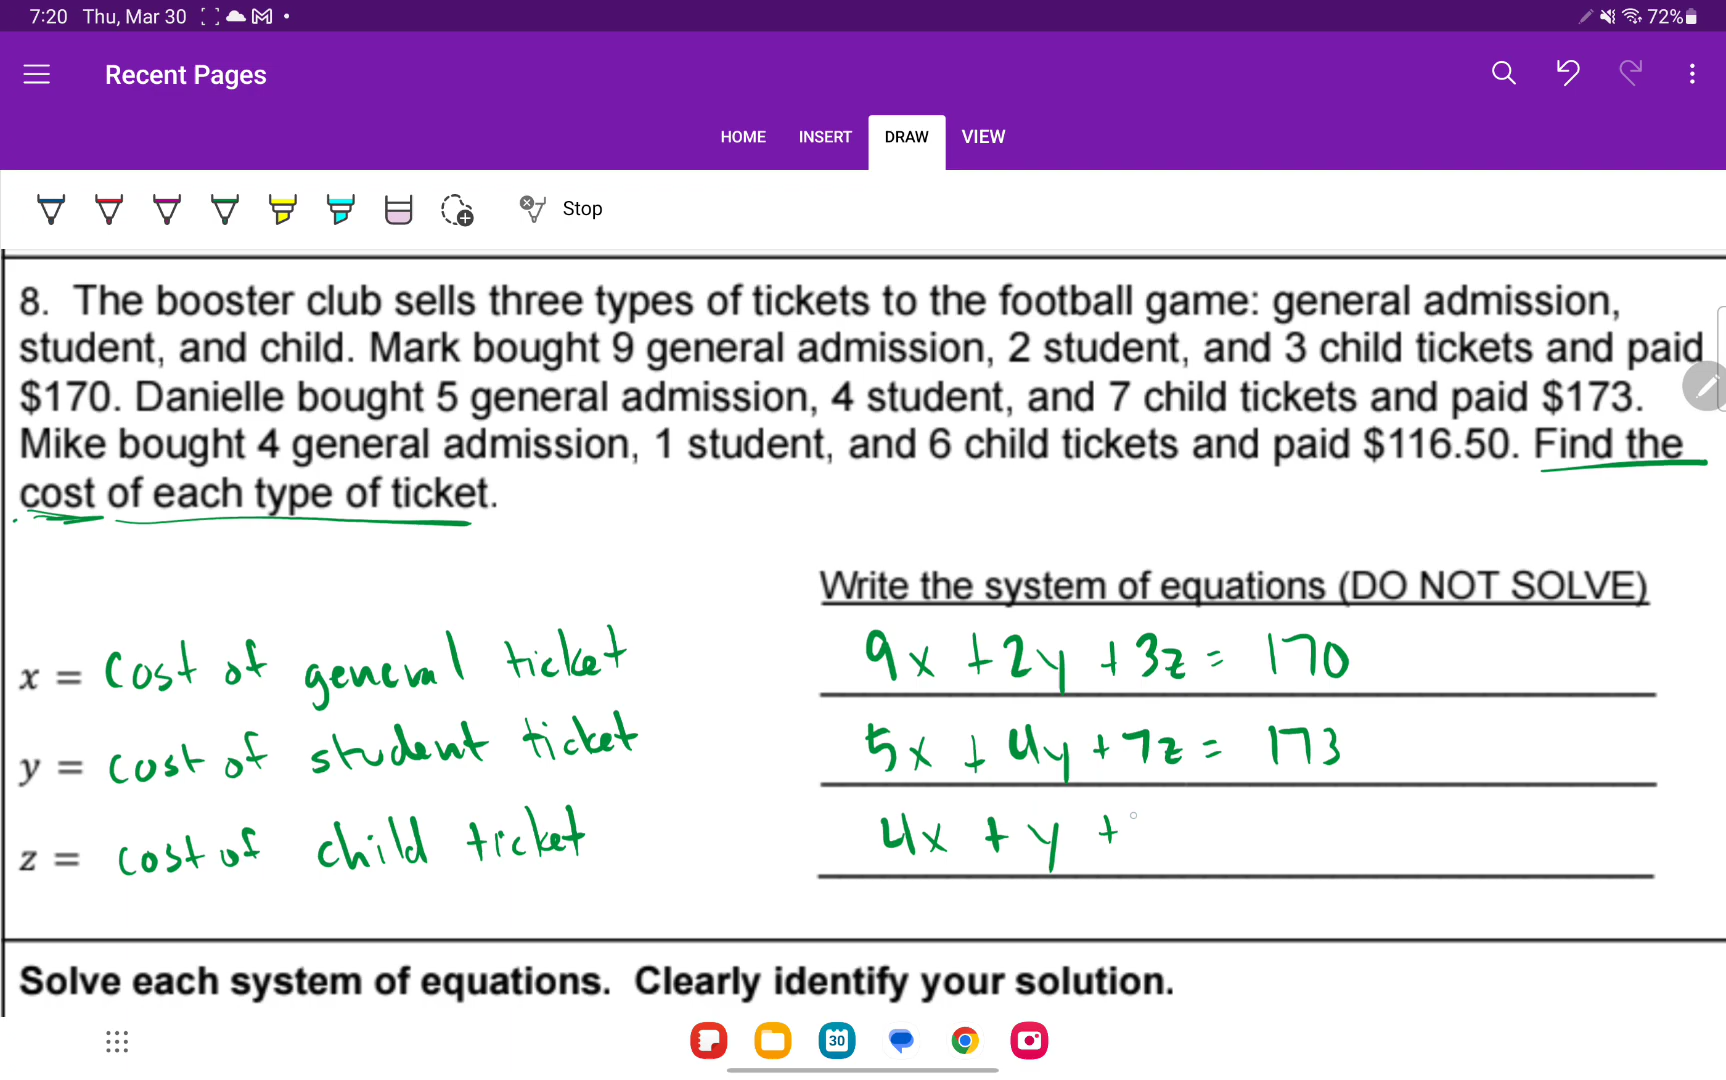 7:20 Thu, Mar 30 72%
Recent Pages
HOME INSERT DRAW VIEW
Stop
8. The booster club sells three types of tickets to the football game: general admission,
student, and child. Mark bought 9 general admission, 2 student, and 3 child tickets and paid
$170. Danielle bought 5 general admission, 4 student, and 7 child tickets and paid $173.
Mike bought 4 general admission, 1 student, and 6 child tickets and paid $116.50. Find the
cost of each type of ticket.
Write the system of equations (DO NOT SOLVE)
x = cost of general ticket
9x + 2y + 3z = 170
y = cost of student ticket
5x + 4y + 7z = 173
z = cost of child ticket
4x + y +
Solve each system of equations. Clearly identify your solution.
30